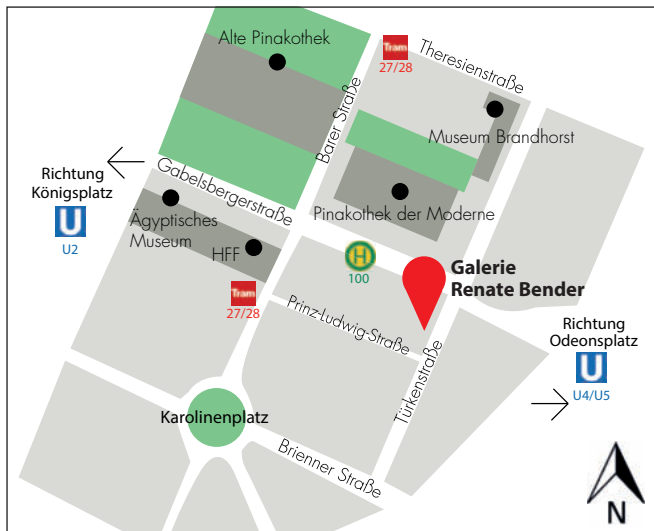 Alte Pinakothek
Tram
27/28
Theresienstraße
Barer Straße
Museum Brandhorst
Richtung
Königsplatz
U
U2
Gabelsbergerstraße
Ägyptisches
Museum
HFF
Pinakothek der Moderne
H
100
Galerie
Renate Bender
Tram
27/28
Prinz-Ludwig-Straße
Türkenstraße
Richtung
Odeonsplatz
U
U4/U5
Karolinenplatz
Brienner Straße
N